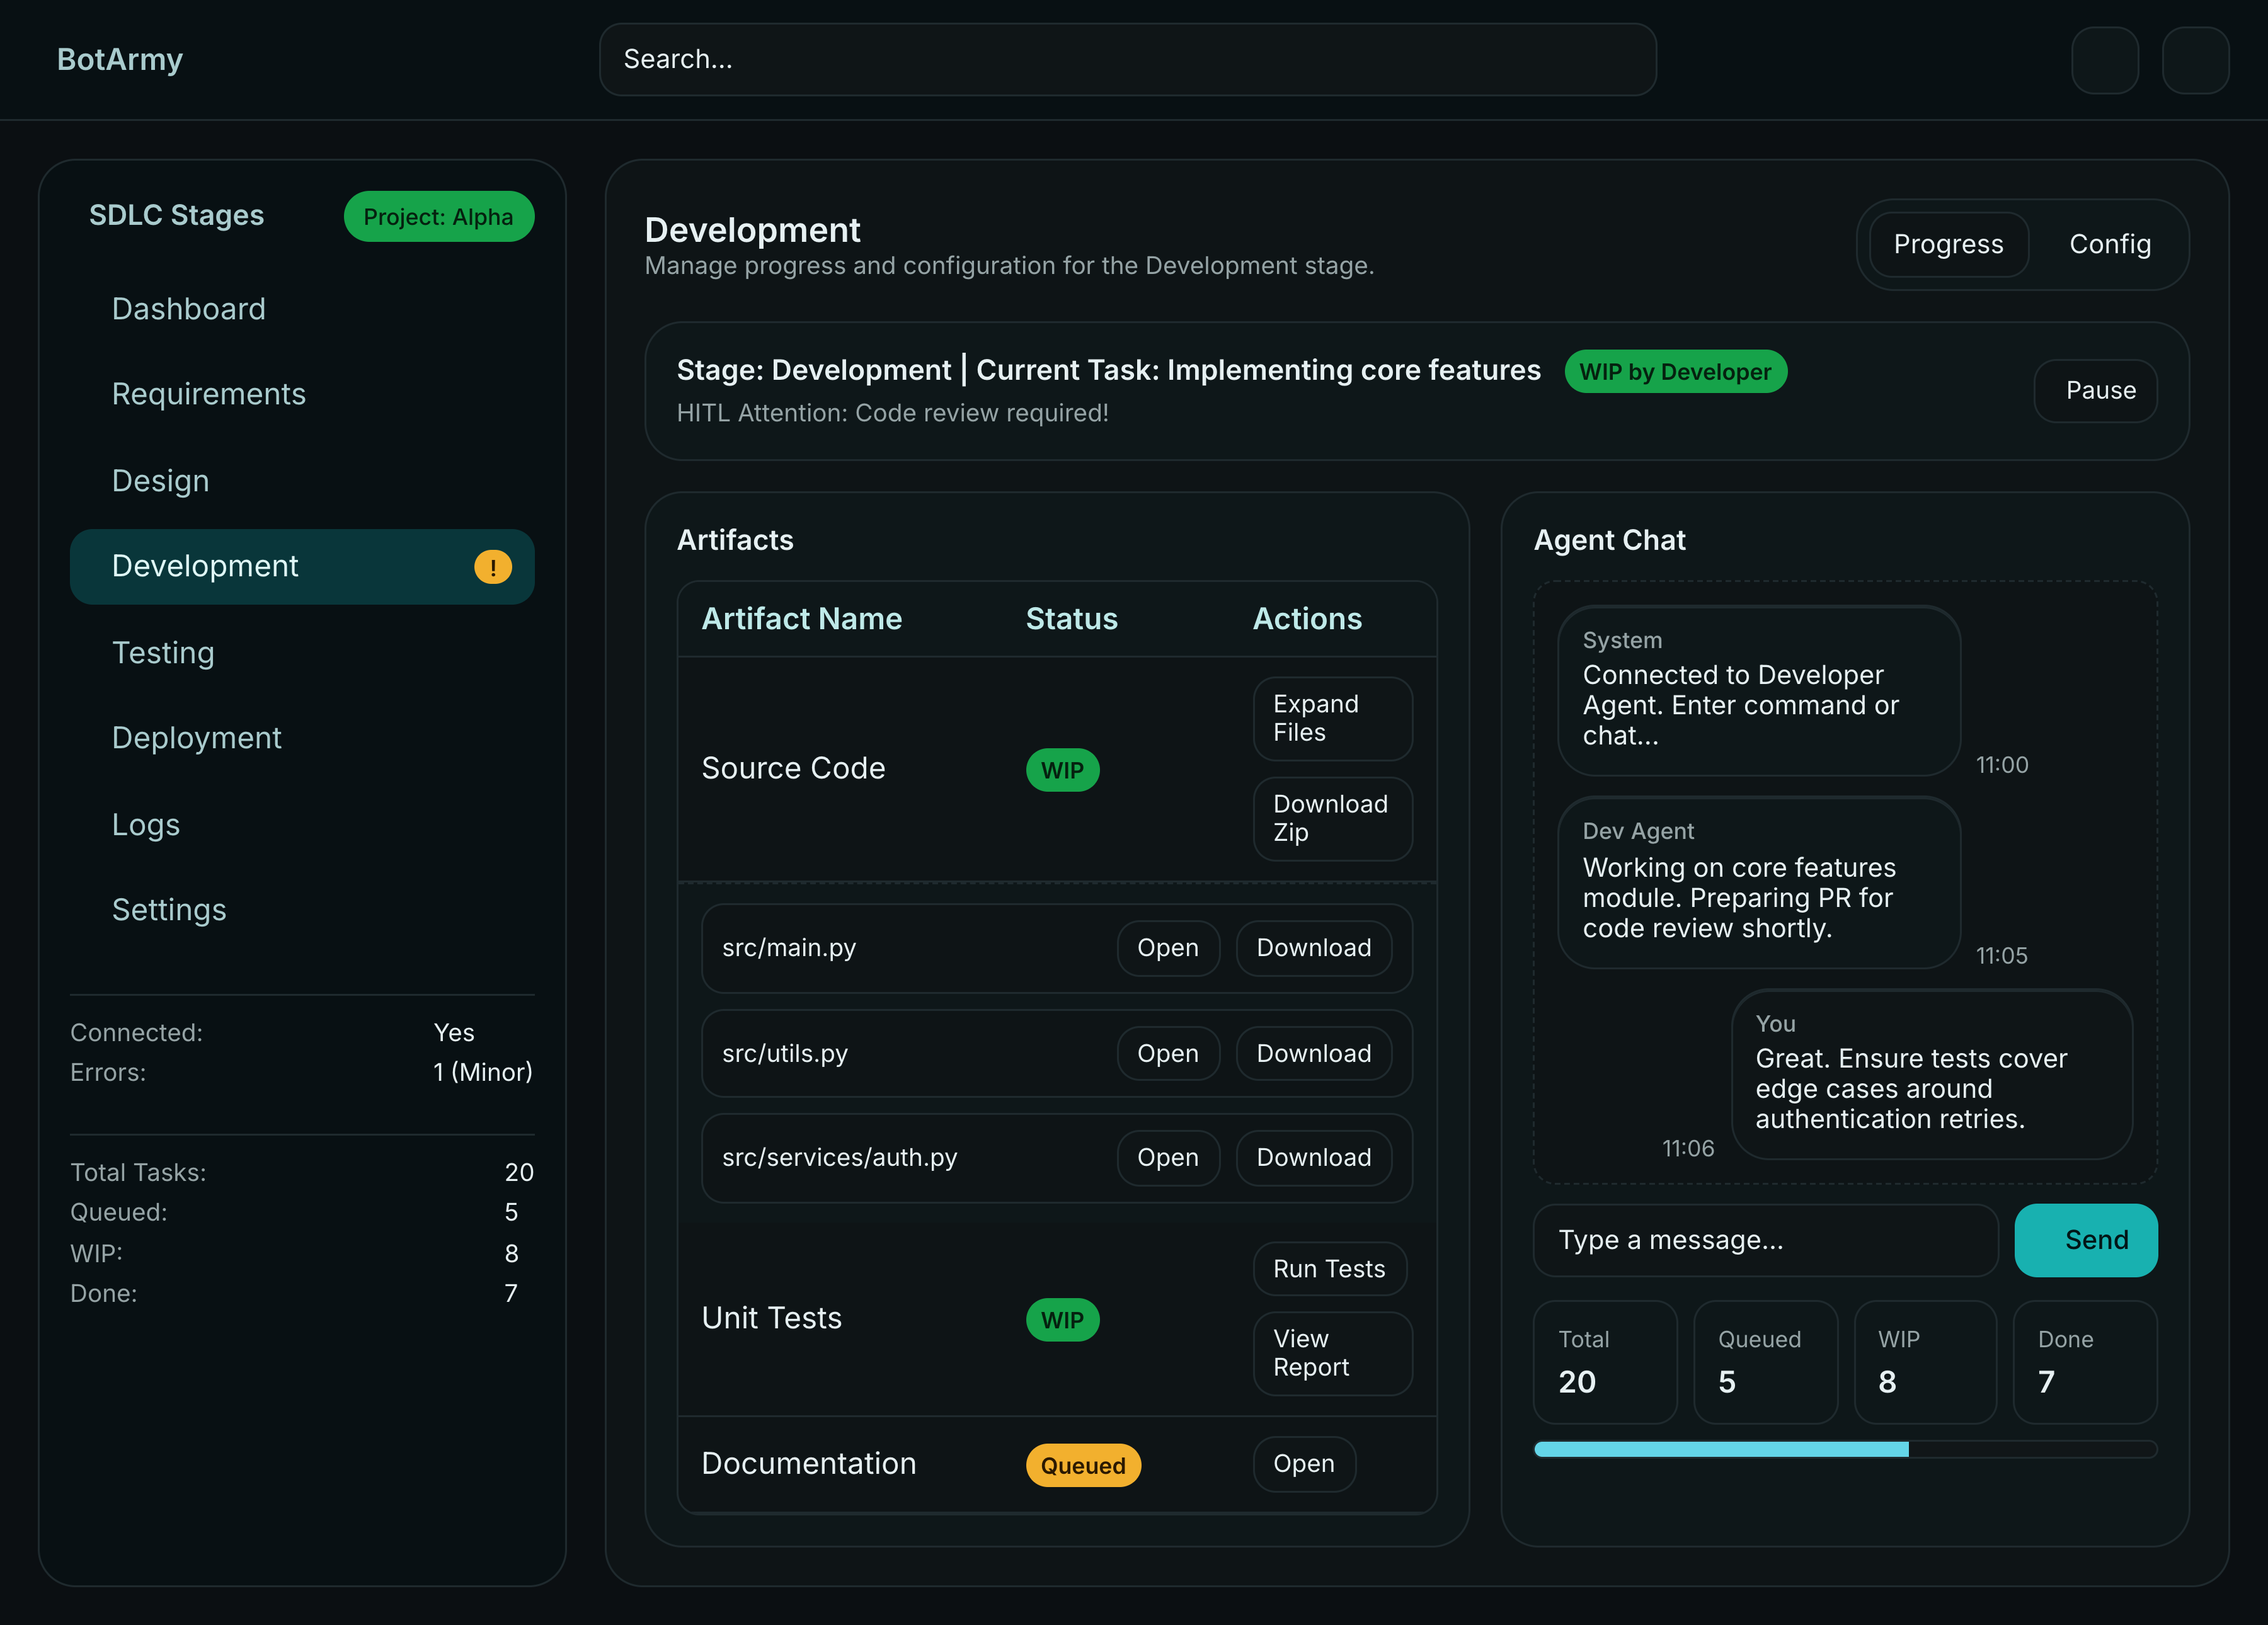 BotArmy
Search...
SDLC Stages
Project: Alpha
Dashboard
Requirements
Design
Development
!
Testing
Deployment
Logs
Settings
Connected: Yes
Errors: 1 (Minor)
Total Tasks: 20
Queued: 5
WIP: 8
Done: 7
Development
Manage progress and configuration for the Development stage.
Progress
Config
Stage: Development | Current Task: Implementing core features
WIP by Developer
HITL Attention: Code review required!
Pause
Artifacts
Artifact Name Status Actions
Source Code
WIP
Expand
Files
Download
Zip
src/main.py
Open
Download
src/utils.py
Open
Download
src/services/auth.py
Open
Download
Unit Tests
WIP
Run Tests
View
Report
Documentation
Queued
Open
Agent Chat
System
Connected to Developer
Agent. Enter command or
chat...
11:00
Dev Agent
Working on core features
module. Preparing PR for
code review shortly.
11:05
You
Great. Ensure tests cover
edge cases around
authentication retries.
11:06
Type a message...
Send
Total
20
Queued
5
WIP
8
Done
7